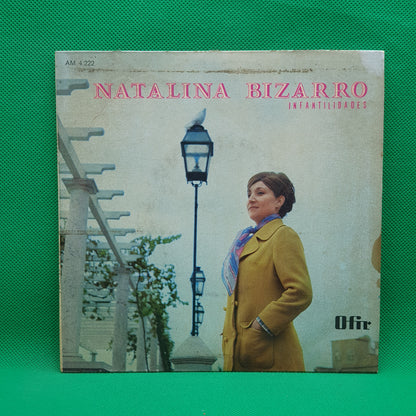 AM 4.222
NATALINA BIZARRO
INFANTILIDADES
Ofir